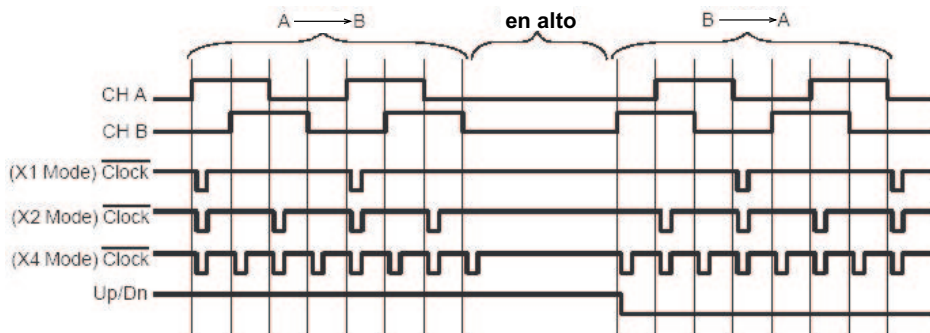 A → B
en alto
B → A
CH A
CH B
(X1 Mode) Clock
(X2 Mode) Clock
(X4 Mode) Clock
Up/Dn